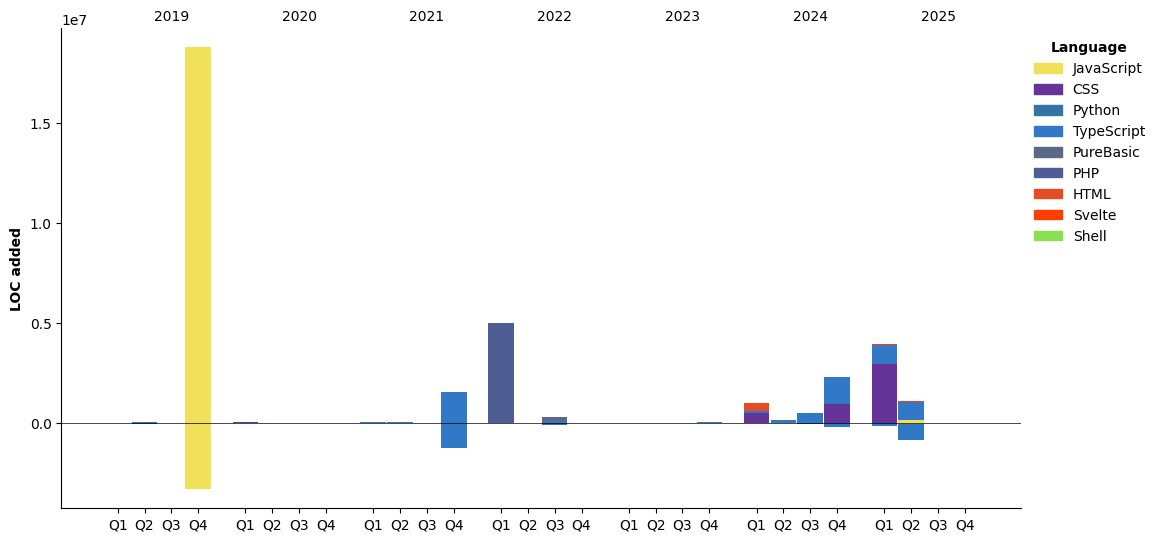 2019 2020 2021 2022 2023 2024 2025
1e7
Language
JavaScript
CSS
Python
TypeScript
PureBasic
PHP
HTML
Svelte
Shell
LOC added
1.5
1.0
0.5
0.0
Q1 Q2 Q3 Q4 Q1 Q2 Q3 Q4 Q1 Q2 Q3 Q4 Q1 Q2 Q3 Q4 Q1 Q2 Q3 Q4 Q1 Q2 Q3 Q4 Q1 Q2 Q3 Q4